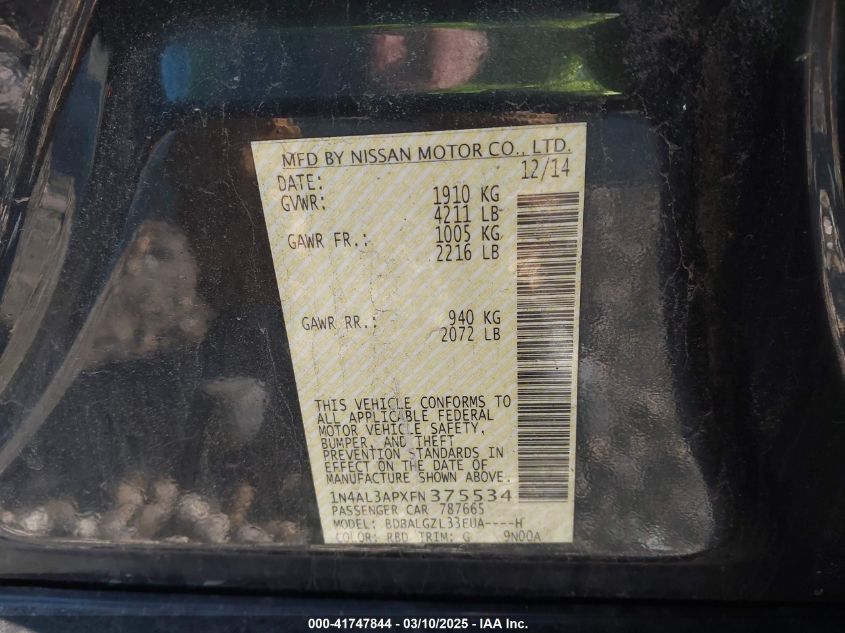 MFD BY NISSAN MOTOR CO., LTD.
DATE: 12/14
GVWR: 1910 KG
4211 LB
GAWR FR.: 1005 KG
2216 LB
GAWR RR.: 940 KG
2072 LB
THIS VEHICLE CONFORMS TO
ALL APPLICABLE FEDERAL
MOTOR VEHICLE SAFETY,
BUMPER, AND THEFT
PREVENTION STANDARDS IN
EFFECT ON THE DATE OF
MANUFACTURE SHOWN ABOVE.
1N4AL3APXFN375534
PASSENGER CAR 787665
MODEL: BDBALGZL33EUA----H
COLOR: RBD TRIM: G 9N00A
000-41747844 — 03/10/2025 — IAA Inc.